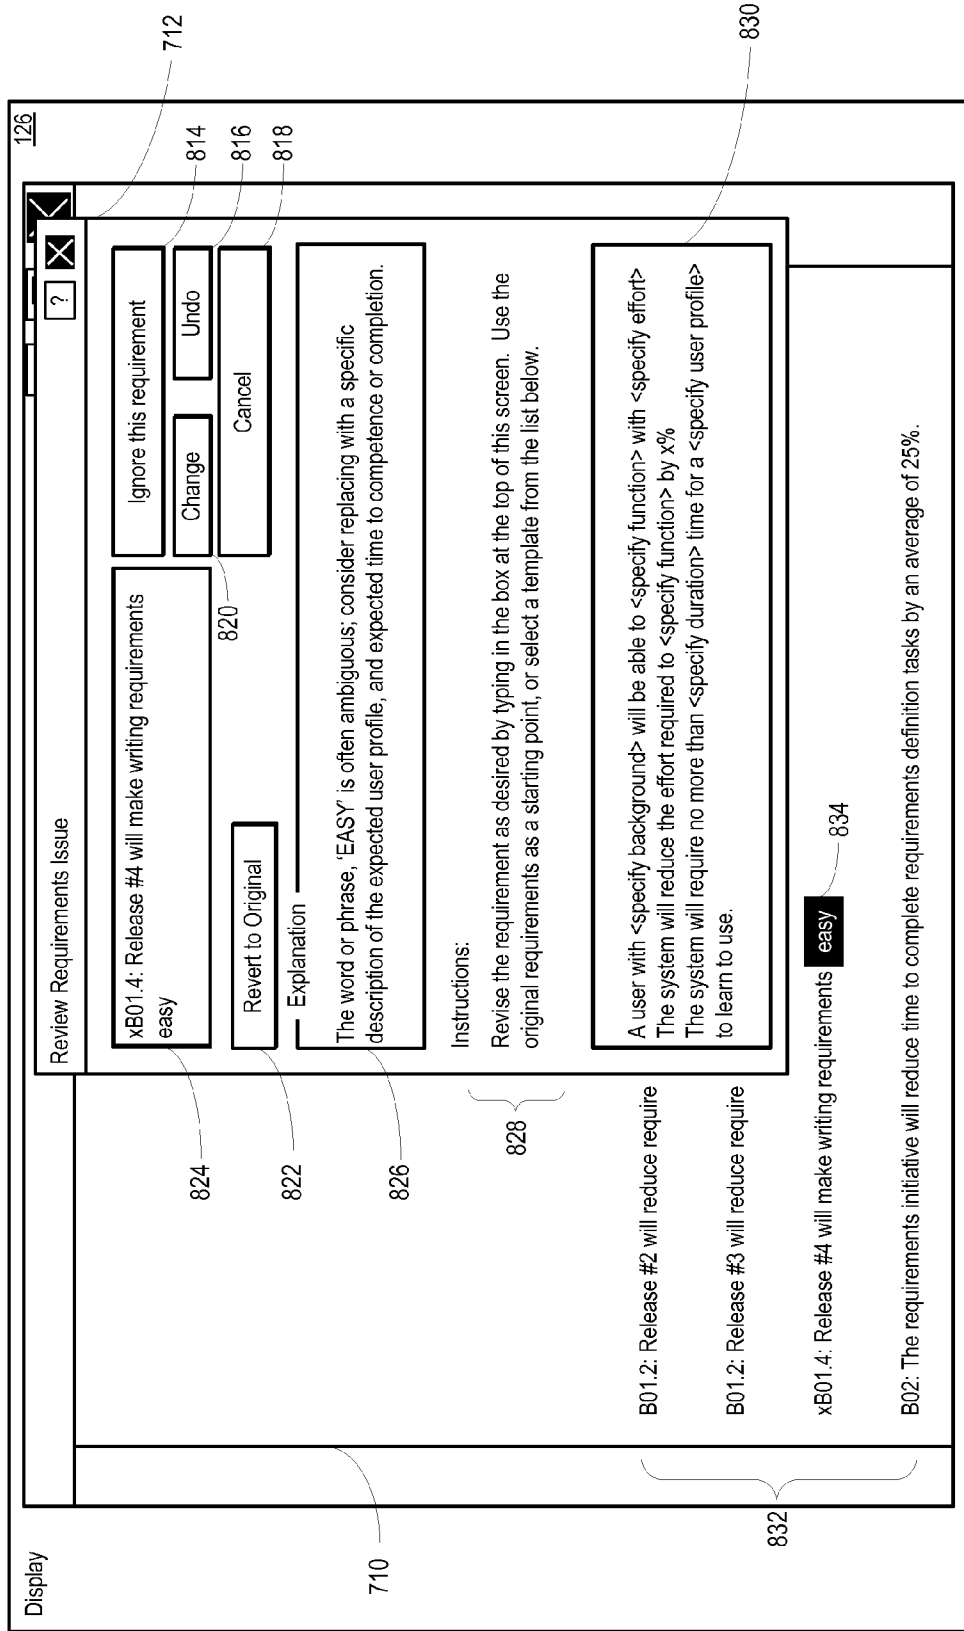 Display
126
Review Requirements Issue
?
712
xB01.4: Release #4 will make writing requirements
easy
Ignore this requirement
814
Change
Undo
816
Cancel
818
820
824
Revert to Original
822
Explanation
The word or phrase, ‘EASY’ is often ambiguous; consider replacing with a specific
description of the expected user profile, and expected time to competence or completion.
826
Instructions:
Revise the requirement as desired by typing in the box at the top of this screen. Use the
original requirements as a starting point, or select a template from the list below.
828
A user with <specify background> will be able to <specify function> with <specify effort>
The system will reduce the effort required to <specify function> by x%
The system will require no more than <specify duration> time for a <specify user profile>
to learn to use.
830
710
B01.2: Release #2 will reduce require
B01.2: Release #3 will reduce require
xB01.4: Release #4 will make writing requirements easy
834
B02: The requirements initiative will reduce time to complete requirements definition tasks by an average of 25%.
832